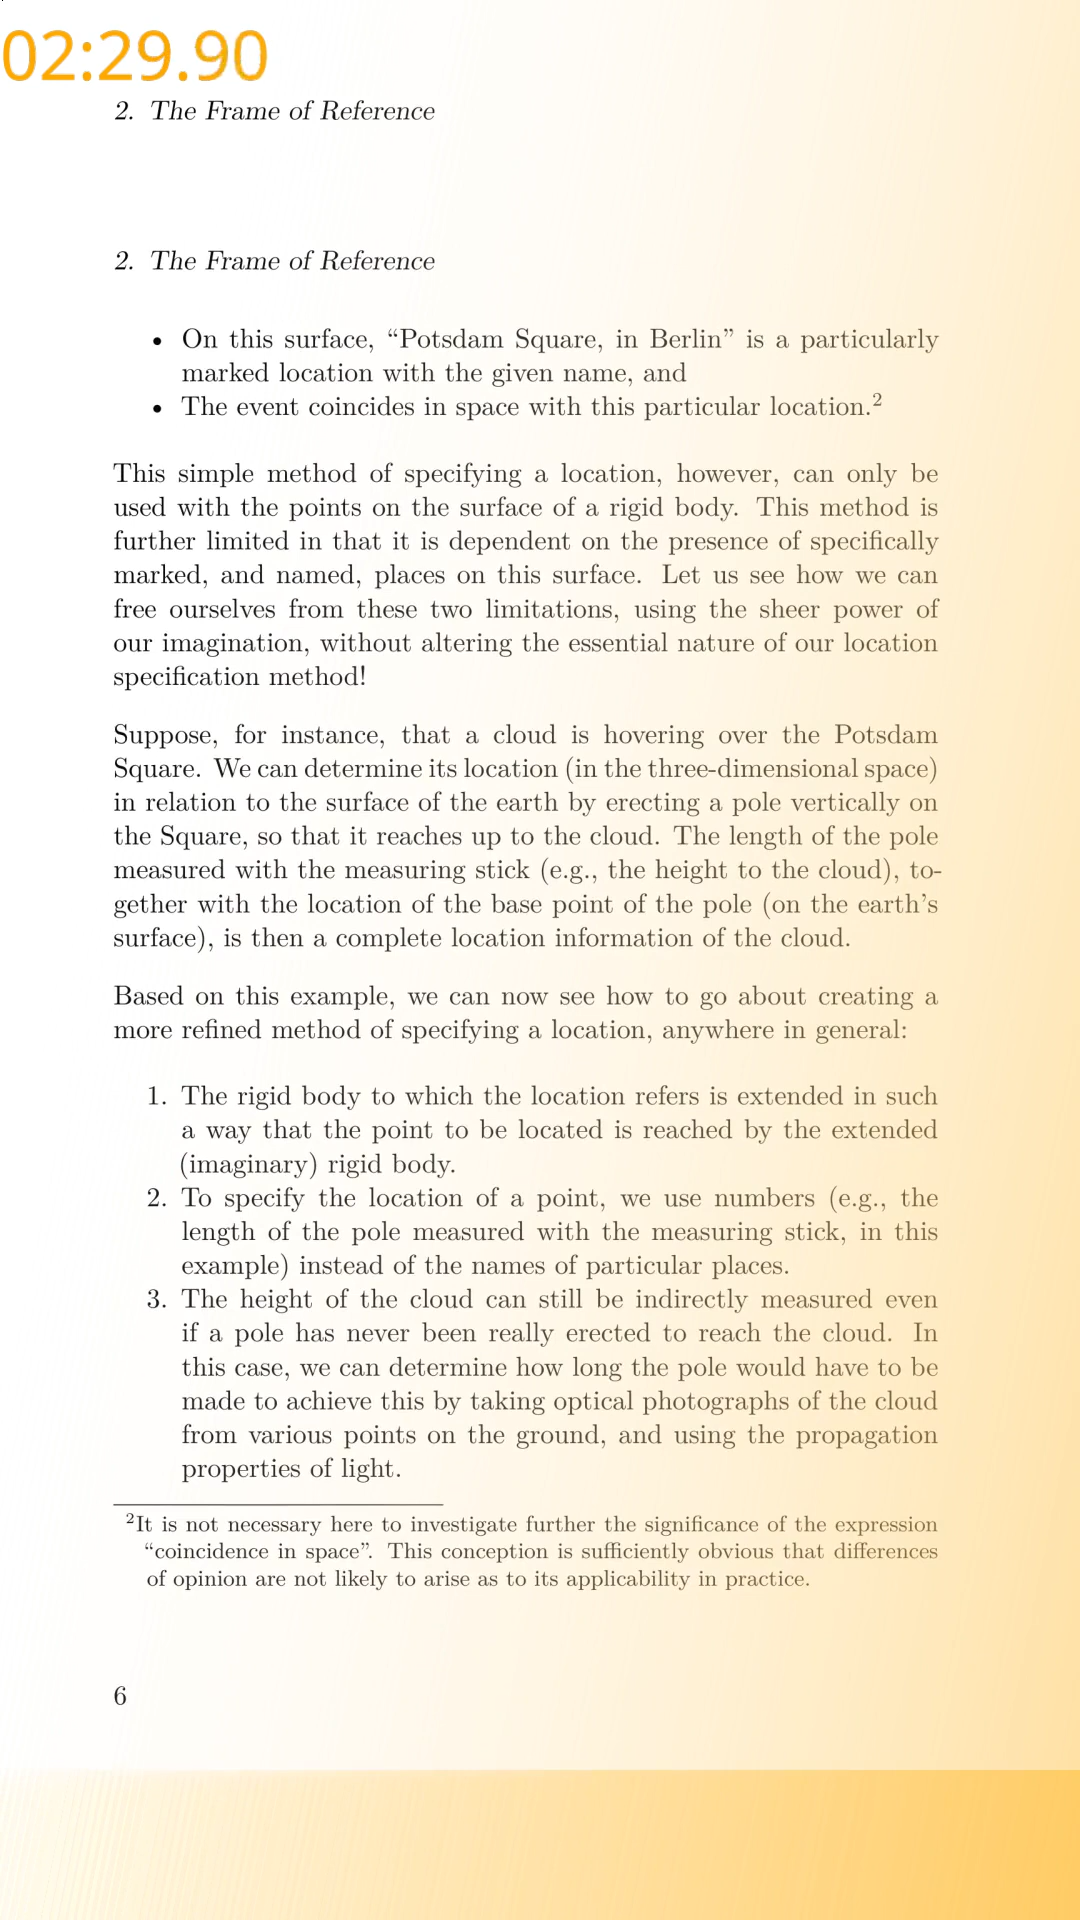 02:29.90
2. The Frame of Reference
2. The Frame of Reference
• On this surface, “Potsdam Square, in Berlin” is a particularly
marked location with the given name, and
• The event coincides in space with this particular location.2
This simple method of specifying a location, however, can only be
used with the points on the surface of a rigid body. This method is
further limited in that it is dependent on the presence of specifically
marked, and named, places on this surface. Let us see how we can
free ourselves from these two limitations, using the sheer power of
our imagination, without altering the essential nature of our location
specification method!
Suppose, for instance, that a cloud is hovering over the Potsdam
Square. We can determine its location (in the three-dimensional space)
in relation to the surface of the earth by erecting a pole vertically on
the Square, so that it reaches up to the cloud. The length of the pole
measured with the measuring stick (e.g., the height to the cloud), to-
gether with the location of the base point of the pole (on the earth’s
surface), is then a complete location information of the cloud.
Based on this example, we can now see how to go about creating a
more refined method of specifying a location, anywhere in general:
1. The rigid body to which the location refers is extended in such
a way that the point to be located is reached by the extended
(imaginary) rigid body.
2. To specify the location of a point, we use numbers (e.g., the
length of the pole measured with the measuring stick, in this
example) instead of the names of particular places.
3. The height of the cloud can still be indirectly measured even
if a pole has never been really erected to reach the cloud. In
this case, we can determine how long the pole would have to be
made to achieve this by taking optical photographs of the cloud
from various points on the ground, and using the propagation
properties of light.
2It is not necessary here to investigate further the significance of the expression
“coincidence in space”. This conception is sufficiently obvious that differences
of opinion are not likely to arise as to its applicability in practice.
6